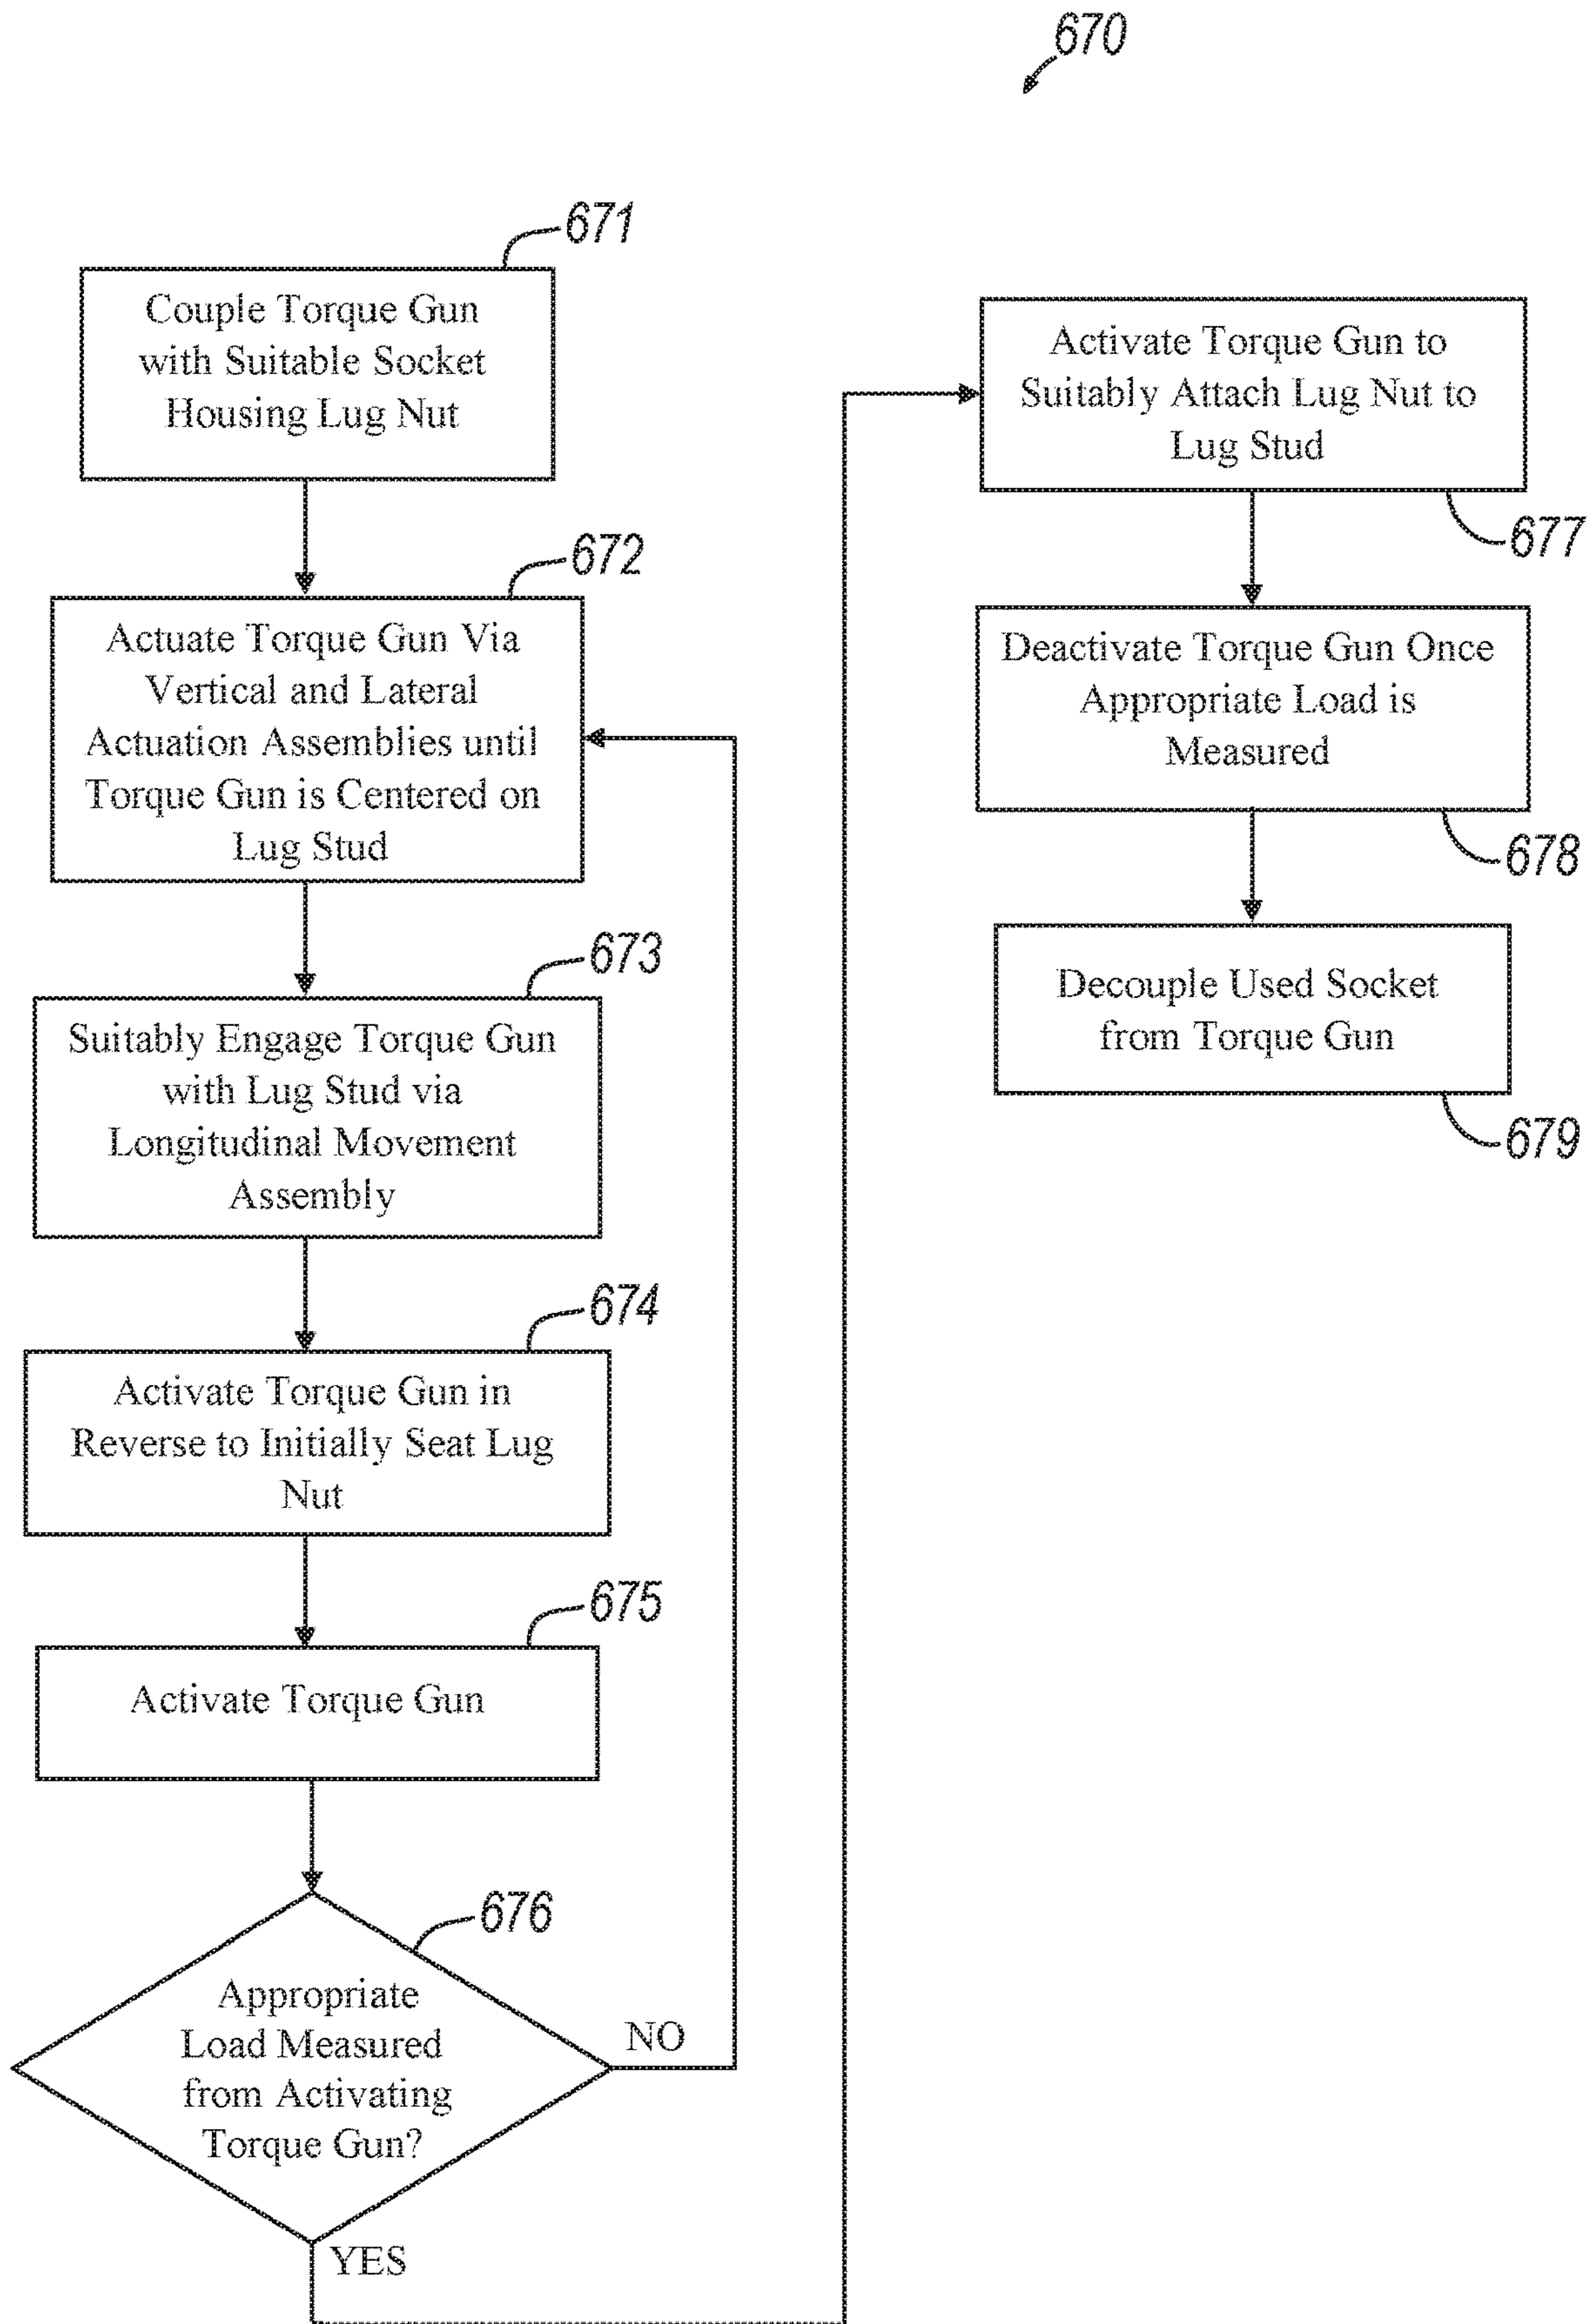 670
671
Couple Torque Gun
with Suitable Socket
Housing Lug Nut
672
Actuate Torque Gun Via
Vertical and Lateral
Actuation Assemblies until
Torque Gun is Centered on
Lug Stud
673
Suitably Engage Torque Gun
with Lug Stud via
Longitudinal Movement
Assembly
674
Activate Torque Gun in
Reverse to Initially Seat Lug
Nut
675
Activate Torque Gun
676
Appropriate
Load Measured
from Activating
Torque Gun?
NO
YES
Activate Torque Gun to
Suitably Attach Lug Nut to
Lug Stud
677
Deactivate Torque Gun Once
Appropriate Load is
Measured
678
Decouple Used Socket
from Torque Gun
679